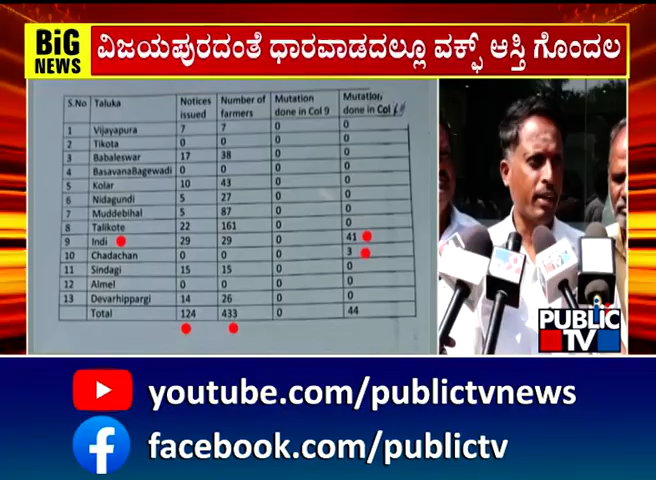 BiG NEWS
ವಿಜಯಪುರದಂತೆ ಧಾರವಾಡದಲ್ಲೂ ವಕ್ಫ್ ಆಸ್ತಿ ಗೊಂದಲ
S.No Taluka Notices issued Number of farmers Mutation done in Col 9 Mutation done in Col
1 Vijayapura 7 7 0 0
2 Tikota 0 0 0 0
3 Babaleswar 17 38 0 0
4 BasavanaBagewadi 0 0 0 0
5 Kolar 10 43 0 0
6 Nidagundi 5 27 0 0
7 Muddebihal 5 87 0 0
8 Talikote 22 161 0 0
9 Indi 29 29 0 41
10 Chadachan 0 0 0 3
11 Sindagi 15 15 0 0
12 Almel 0 0 0 0
13 Devarhippargi 14 26 0 0
Total 124 433 0 44
PUBLiC TV
youtube.com/publictvnews
facebook.com/publictv